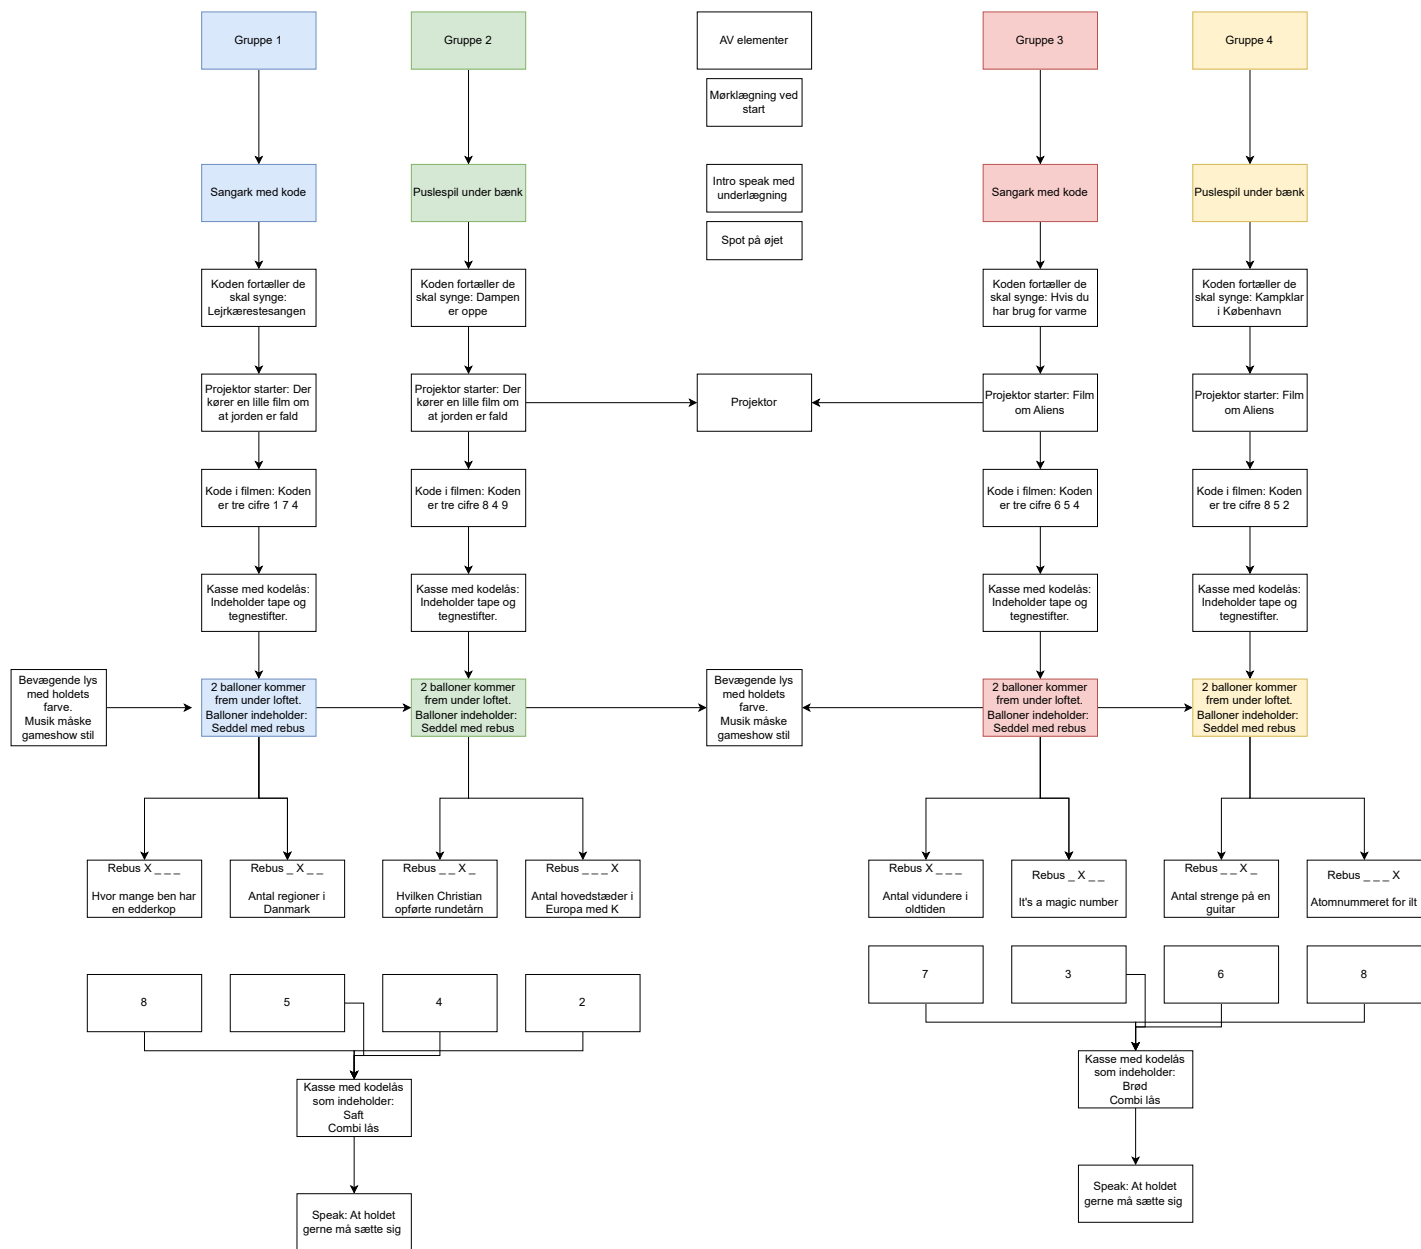 Gruppe 1
Gruppe 2
AV elementer
Gruppe 3
Gruppe 4
Mørklægning ved
start
Sangark med kode
Puslespil under bænk
Intro speak med
underlægning
Sangark med kode
Puslespil under bænk
Spot på øjet
Koden fortæller de
skal synge:
Lejrkærestesangen
Koden fortæller de
skal synge: Dampen
er oppe
Koden fortæller de
skal synge: Hvis du
har brug for varme
Koden fortæller de
skal synge: Kampklar
i København
Projektor starter: Der
kører en lille film om
at jorden er fald
Projektor starter: Der
kører en lille film om
at jorden er fald
Projektor
Projektor starter: Film
om Aliens
Projektor starter: Film
om Aliens
Kode i filmen: Koden
er tre cifre 1 7 4
Kode i filmen: Koden
er tre cifre 8 4 9
Kode i filmen: Koden
er tre cifre 6 5 4
Kode i filmen: Koden
er tre cifre 8 5 2
Kasse med kodelås:
Indeholder tape og
tegnestifter.
Kasse med kodelås:
Indeholder tape og
tegnestifter.
Kasse med kodelås:
Indeholder tape og
tegnestifter.
Kasse med kodelås:
Indeholder tape og
tegnestifter.
Bevægende lys
med holdets
farve.
Musik måske
gameshow stil
2 balloner kommer
frem under loftet.
Balloner indeholder:
Seddel med rebus
2 balloner kommer
frem under loftet.
Balloner indeholder:
Seddel med rebus
Bevægende lys
med holdets
farve.
Musik måske
gameshow stil
2 balloner kommer
frem under loftet.
Balloner indeholder:
Seddel med rebus
2 balloner kommer
frem under loftet.
Balloner indeholder:
Seddel med rebus
Rebus X _ _ _
Hvor mange ben har
en edderkop
Rebus _ X _ _
Antal regioner i
Danmark
Rebus _ _ X _
Hvilken Christian
opførte rundetårn
Rebus _ _ _ X
Antal hovedstæder i
Europa med K
Rebus X _ _ _
Antal vidundere i
oldtiden
Rebus _ X _ _
It's a magic number
Rebus _ _ X _
Antal strenge på en
guitar
Rebus _ _ _ X
Atomnummeret for ilt
8
5
4
2
7
3
6
8
Kasse med kodelås
som indeholder:
Saft
Combi lås
Kasse med kodelås
som indeholder:
Brød
Combi lås
Speak: At holdet
gerne må sætte sig
Speak: At holdet
gerne må sætte sig